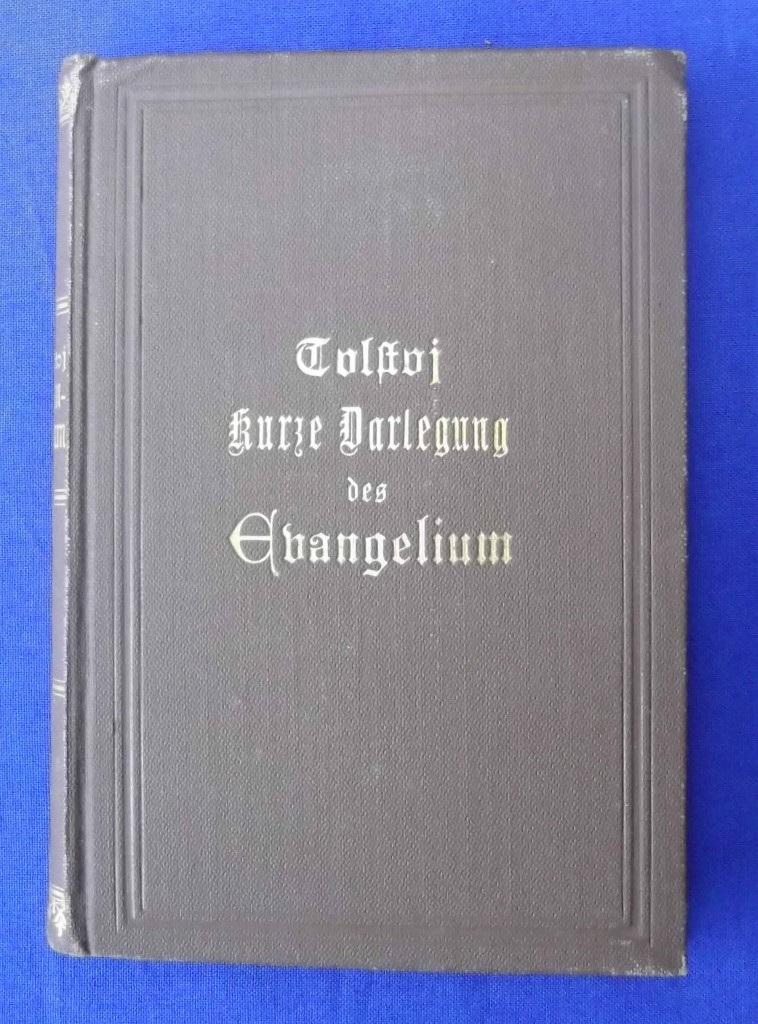 Tolstoj
Kurze Darlegung
des
Evangelium